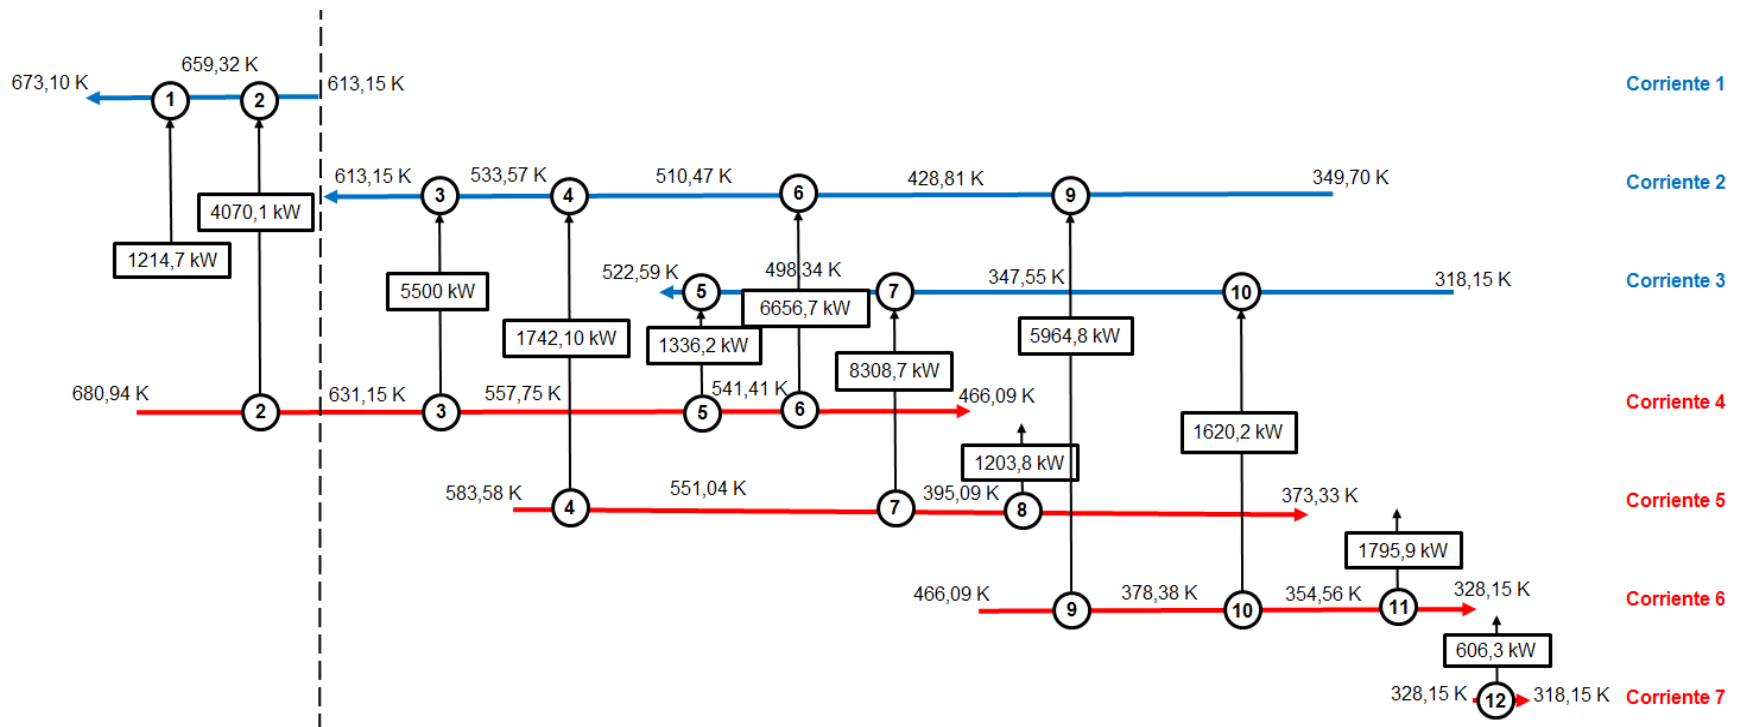 659,32 K
673,10 K
613,15 K
Corriente 1
1
2
4070,1 kW
1214,7 kW
613,15 K
533,57 K
510,47 K
428,81 K
349,70 K
Corriente 2
3
4
6
9
522,59 K
498,34 K
347,55 K
318,15 K
Corriente 3
5
7
10
5500 kW
6656,7 kW
1742,10 kW
1336,2 kW
5964,8 kW
8308,7 kW
680,94 K
631,15 K
557,75 K
541,41 K
466,09 K
Corriente 4
2
3
5
6
1620,2 kW
1203,8 kW
583,58 K
551,04 K
395,09 K
373,33 K
Corriente 5
4
7
8
1795,9 kW
466,09 K
378,38 K
354,56 K
328,15 K
Corriente 6
9
10
11
606,3 kW
328,15 K
318,15 K
Corriente 7
12